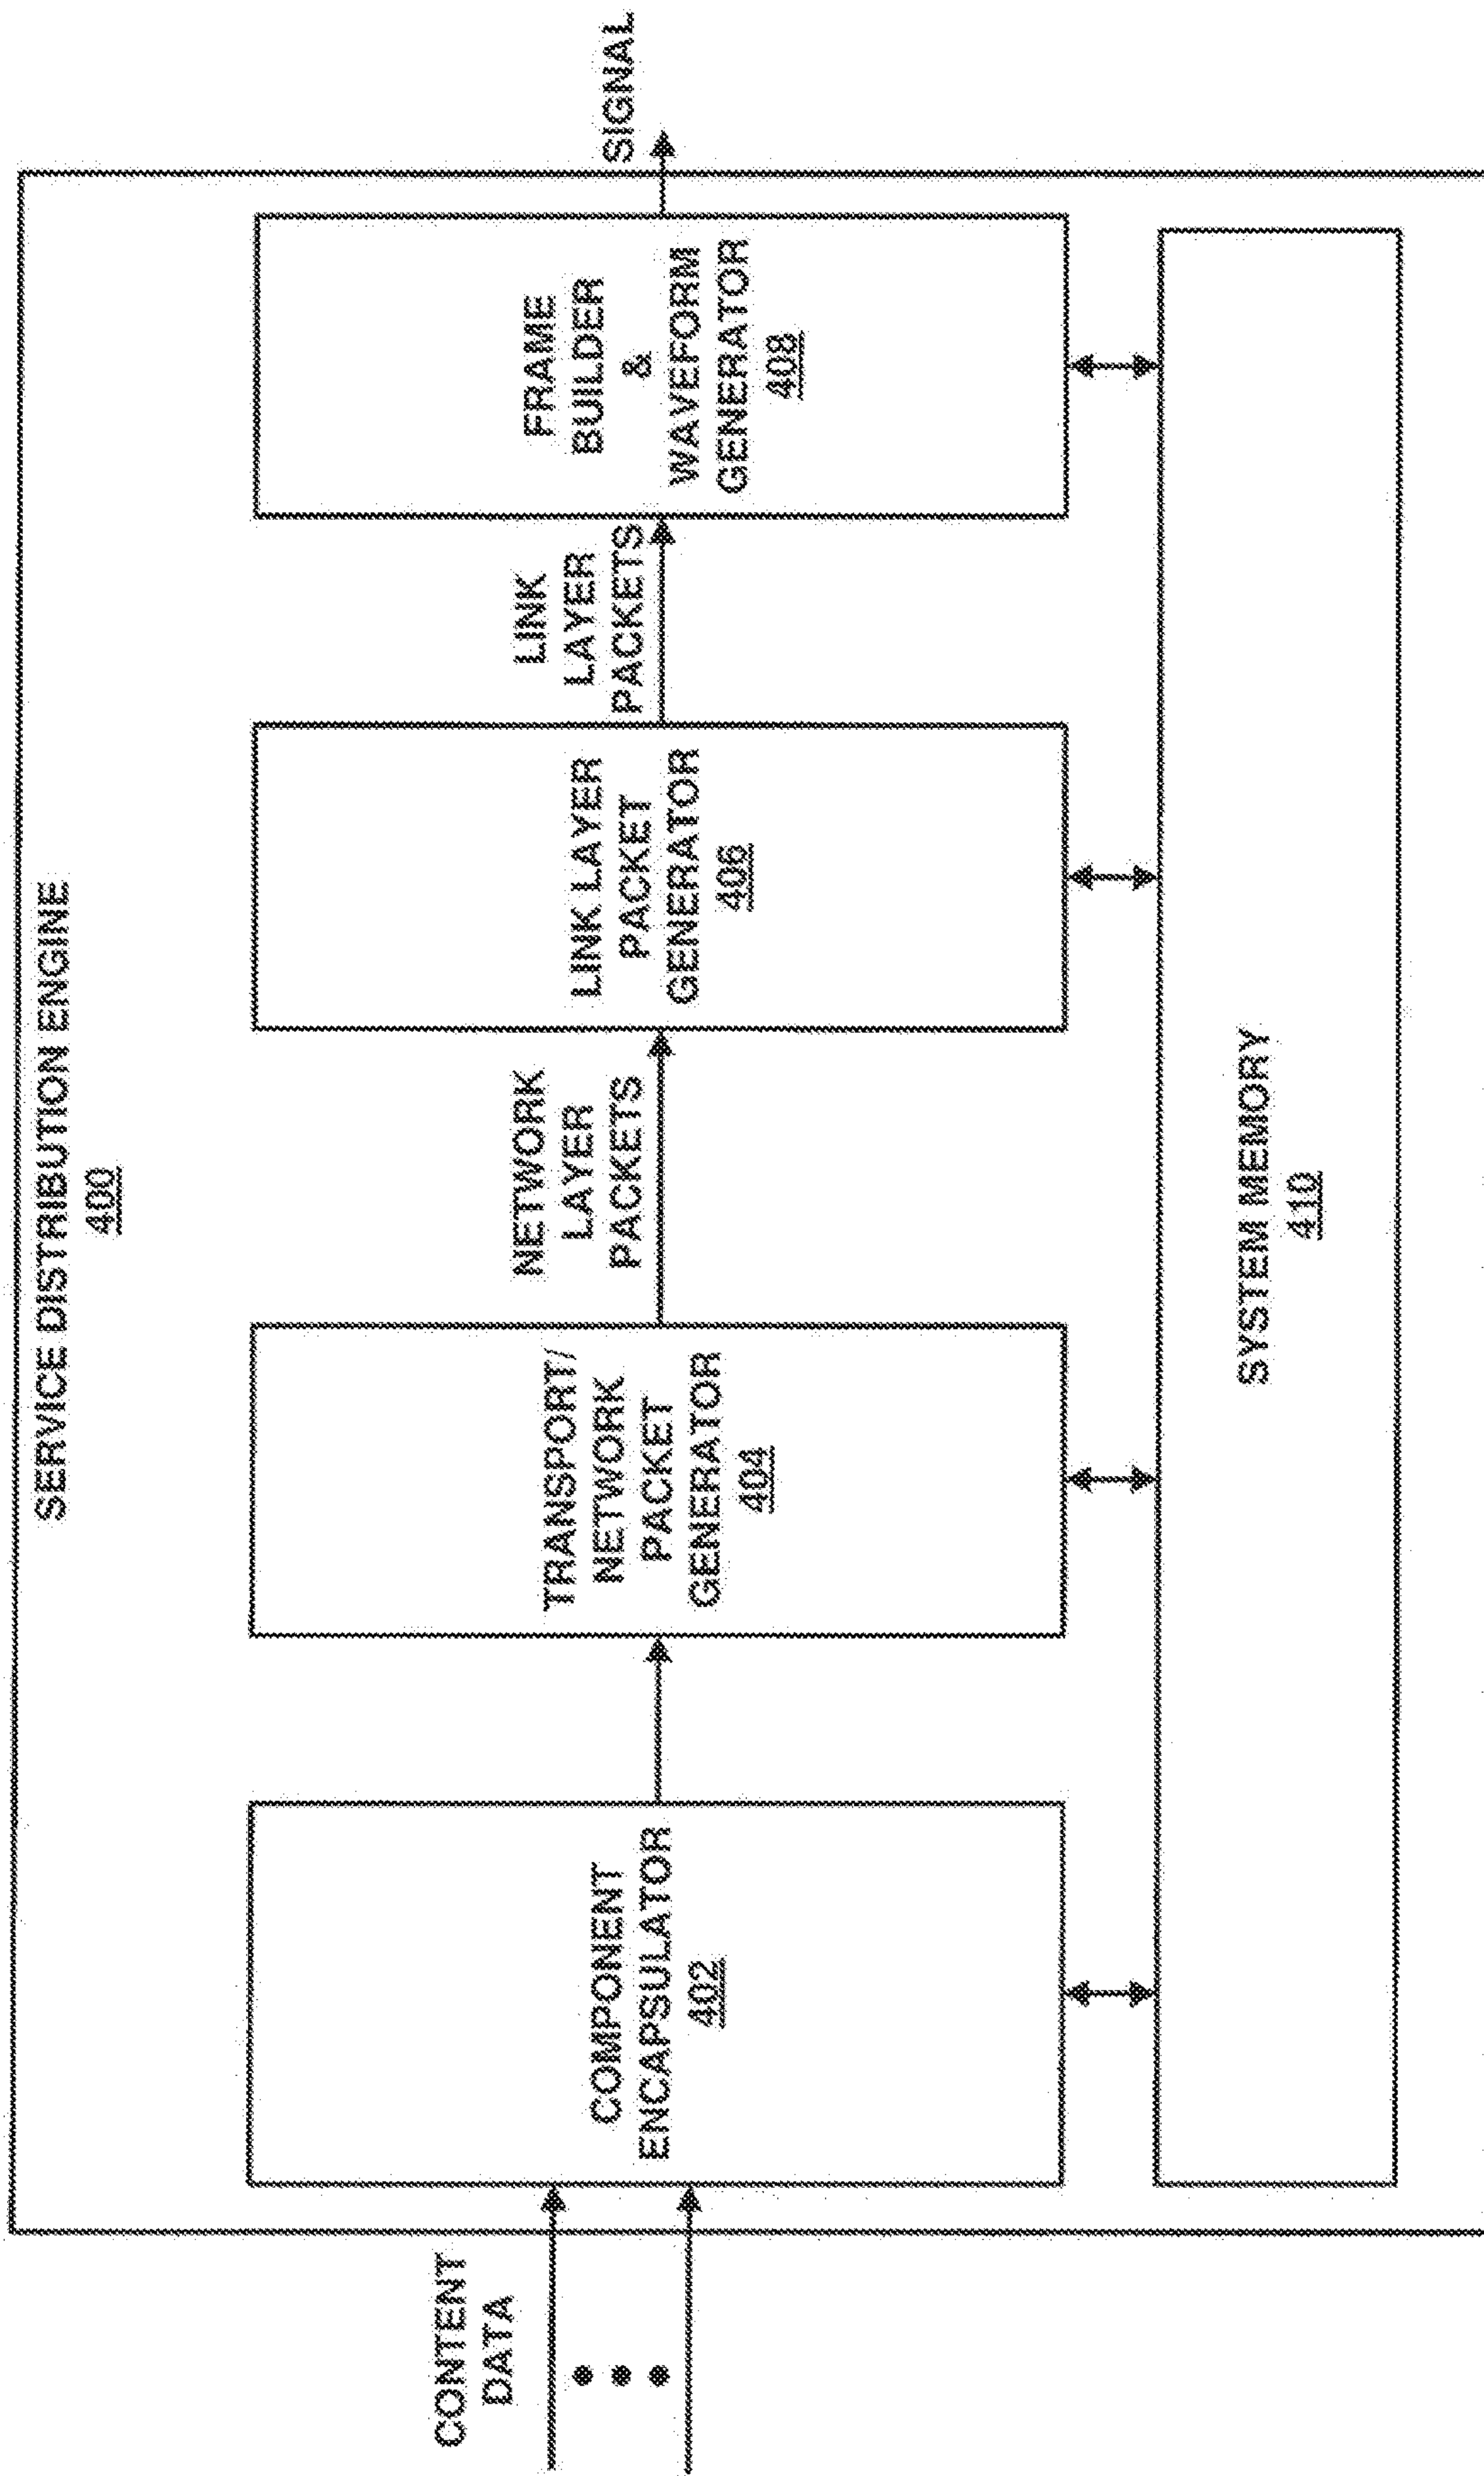 SERVICE DISTRIBUTION ENGINE
400
CONTENT
DATA
COMPONENT
ENCAPSULATOR
402
TRANSPORT/
NETWORK
PACKET
GENERATOR
404
NETWORK
LAYER
PACKETS
LINK LAYER
PACKET
GENERATOR
406
LINK
LAYER
PACKETS
FRAME
BUILDER
&
WAVEFORM
GENERATOR
408
SIGNAL
SYSTEM MEMORY
410